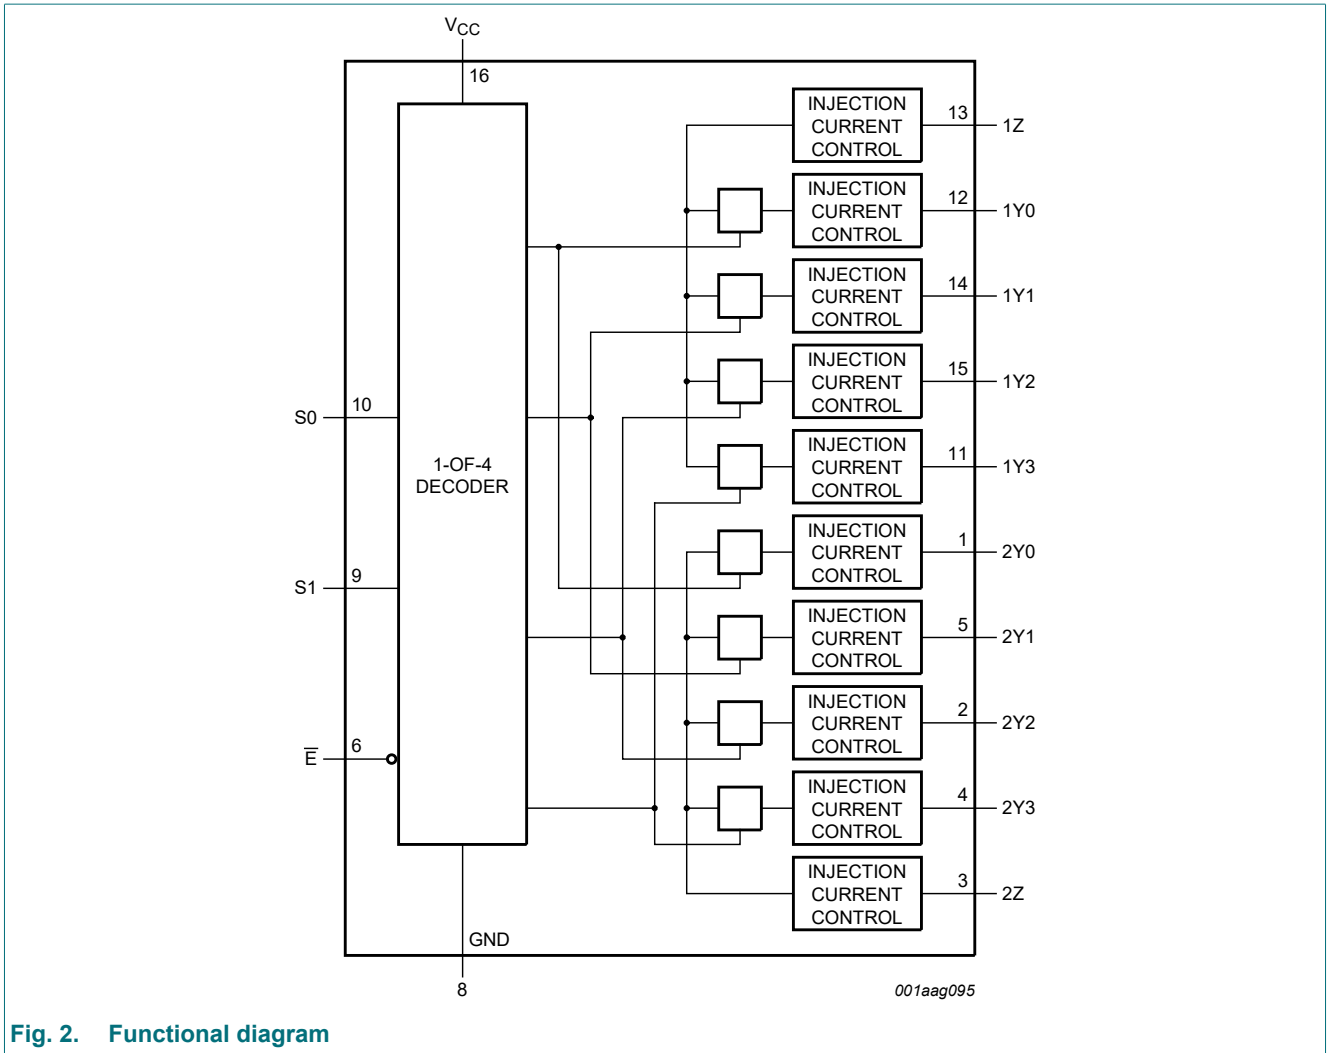 VCC
16
INJECTION
CURRENT
CONTROL
13
1Z
INJECTION
CURRENT
CONTROL
12
1Y0
INJECTION
CURRENT
CONTROL
14
1Y1
INJECTION
CURRENT
CONTROL
15
1Y2
S0
10
1-OF-4
DECODER
INJECTION
CURRENT
CONTROL
11
1Y3
INJECTION
CURRENT
CONTROL
1
2Y0
S1
9
INJECTION
CURRENT
CONTROL
5
2Y1
INJECTION
CURRENT
CONTROL
2
2Y2
E̅
6
INJECTION
CURRENT
CONTROL
4
2Y3
INJECTION
CURRENT
CONTROL
3
2Z
GND
8
001aag095
Fig. 2. Functional diagram